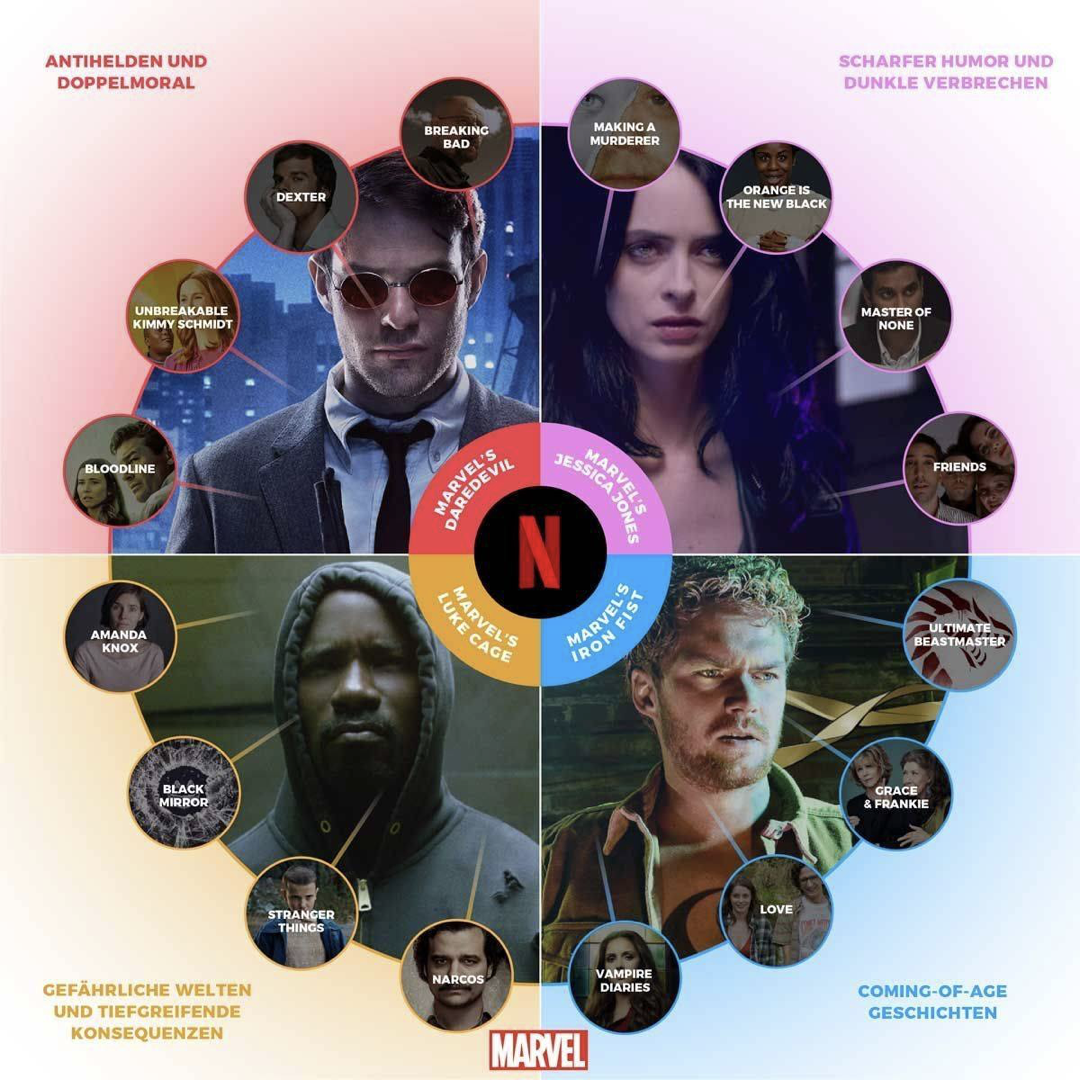 ANTIHELDEN UND
DOPPELMORAL
SCHARFER HUMOR UND
DUNKLE VERBRECHEN
BREAKING
BAD
MAKING A
MURDERER
DEXTER
ORANGE IS
THE NEW BLACK
UNBREAKABLE
KIMMY SCHMIDT
MASTER OF
NONE
BLOODLINE
FRIENDS
MARVEL'S
DAREDEVIL
MARVEL'S
JESSICA JONES
N
MARVEL'S
LUKE CAGE
MARVEL'S
IRON FIST
AMANDA
KNOX
ULTIMATE
BEASTMASTER
BLACK
MIRROR
GRACE
& FRANKIE
STRANGER
THINGS
LOVE
NARCOS
VAMPIRE
DIARIES
GEFÄHRLICHE WELTEN
UND TIEFGREIFENDE
KONSEQUENZEN
COMING-OF-AGE
GESCHICHTEN
MARVEL